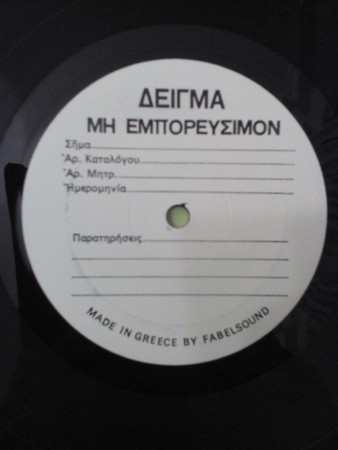 ΔΕΙΓΜΑ
ΜΗ ΕΜΠΟΡΕΥΣΙΜΟΝ
Σῆμα
Ἀρ. Καταλόγου
Ἀρ. Μητρ.
Ἡμερομηνία
Παρατηρήσεις
MADE IN GREECE BY FABELSOUND